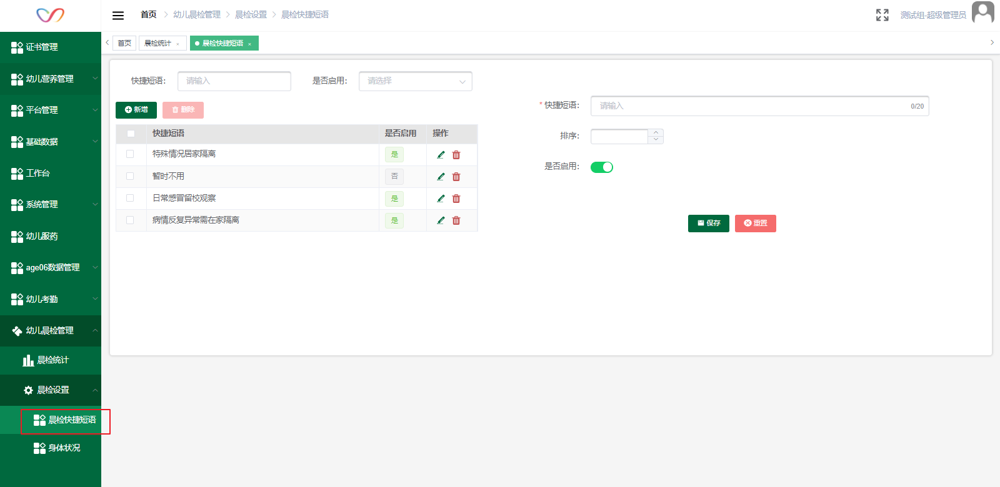 首页 > 幼儿晨检管理 > 晨检设置 > 晨检快捷短语
测试组-超级管理员
首页 晨检统计 × 晨检快捷短语 ×
证书管理
幼儿营养管理
平台管理
基础数据
工作台
系统管理
幼儿服药
age06数据管理
幼儿考勤
幼儿晨检管理
晨检统计
晨检设置
晨检快捷短语
身体状况
快捷短语: 请输入 是否启用: 请选择
新增 删除
快捷短语 是否启用 操作
特殊情况居家隔离 是
暂时不用 否
日常感冒留校观察 是
病情反复异常需在家隔离 是
* 快捷短语: 请输入 0/20
排序:
是否启用:
保存 重置